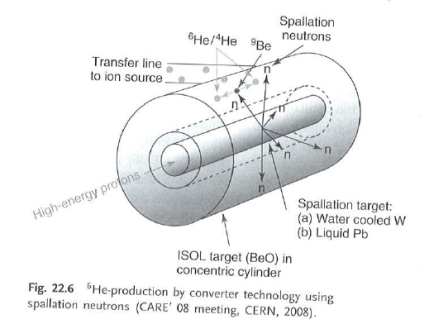 Spallation
neutrons
⁶He/⁴He
⁹Be
Transfer line
to ion source
n
n
n
n
n
n
High-energy protons
Spallation target:
(a) Water cooled W
(b) Liquid Pb
ISOL target (BeO) in
concentric cylinder
Fig. 22.6 ⁶He-production by converter technology using
spallation neutrons (CARE' 08 meeting, CERN, 2008).